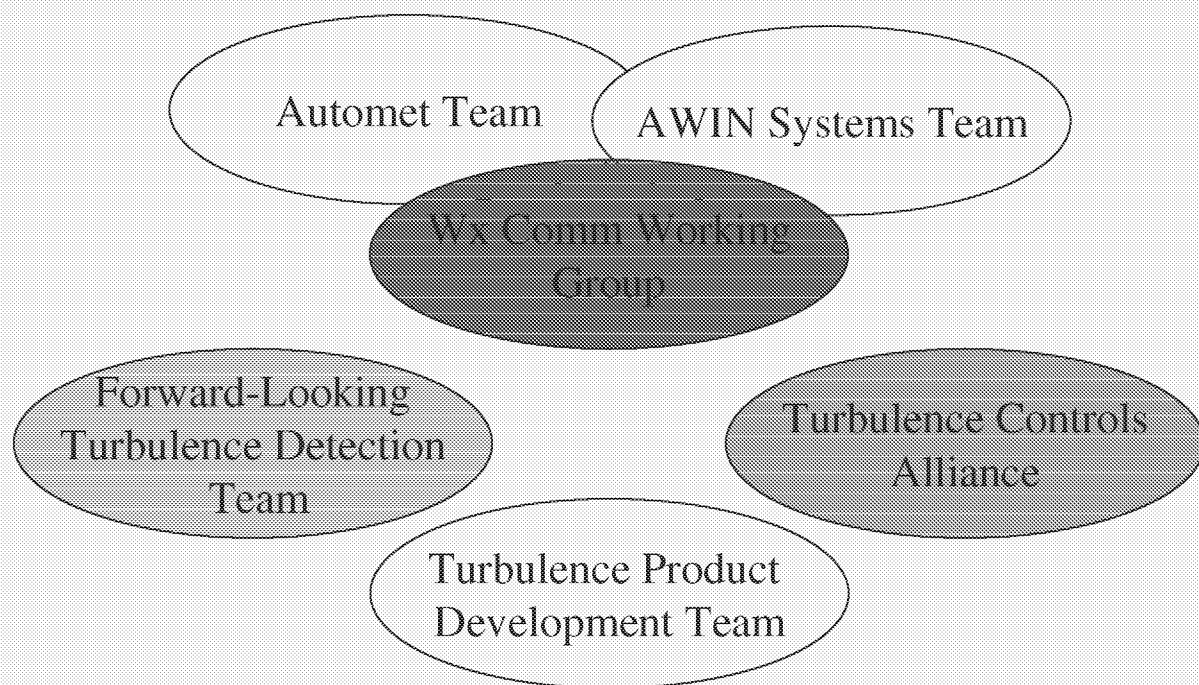 Automet Team
AWIN Systems Team
Wx Comm Working
Group
Forward-Looking
Turbulence Detection
Team
Turbulence Controls
Alliance
Turbulence Product
Development Team